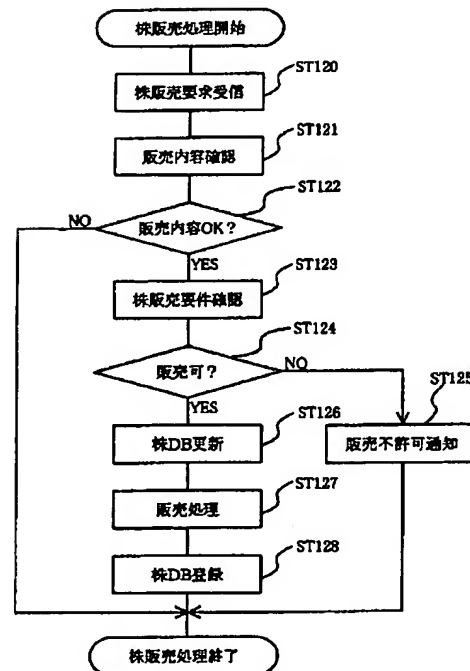 株販売処理開始
ST120
株販売要求受信
ST121
販売内容確認
ST122
販売内容OK？
NO
YES
ST123
株販売要件確認
ST124
販売可？
NO
YES
ST125
販売不許可通知
ST126
株DB更新
ST127
販売処理
ST128
株DB登録
株販売処理終了